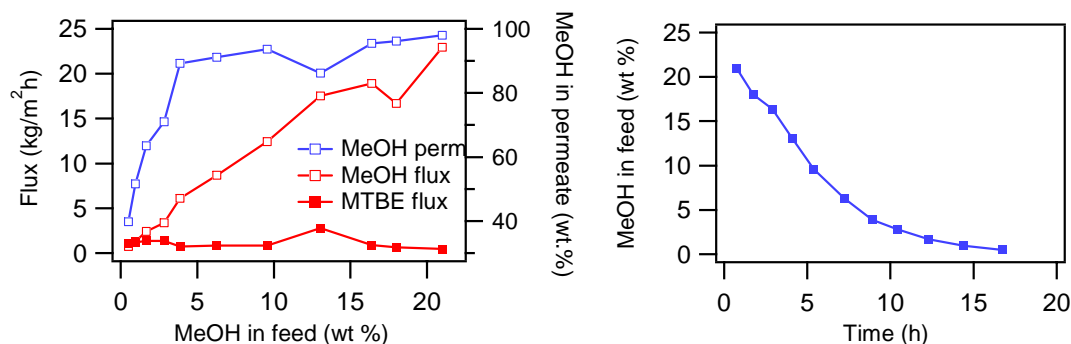 25
20
15
10
5
0
Flux (kg/m²h)
100
80
60
40
MeOH in permeate (wt.%)
MeOH perm
MeOH flux
MTBE flux
0 5 10 15 20
MeOH in feed (wt %)
25
20
15
10
5
0
MeOH in feed (wt %)
0 5 10 15 20
Time (h)